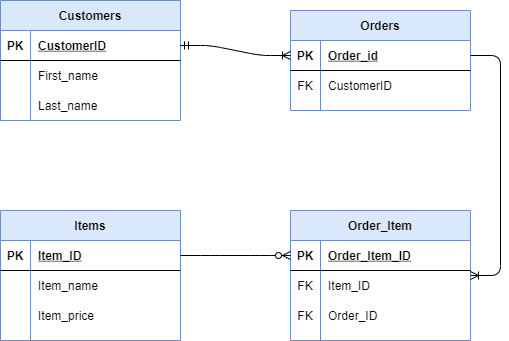 Customers
PK CustomerID
First_name
Last_name
Orders
PK Order_id
FK CustomerID
Items
PK Item_ID
Item_name
Item_price
Order_Item
PK Order_Item_ID
FK Item_ID
FK Order_ID